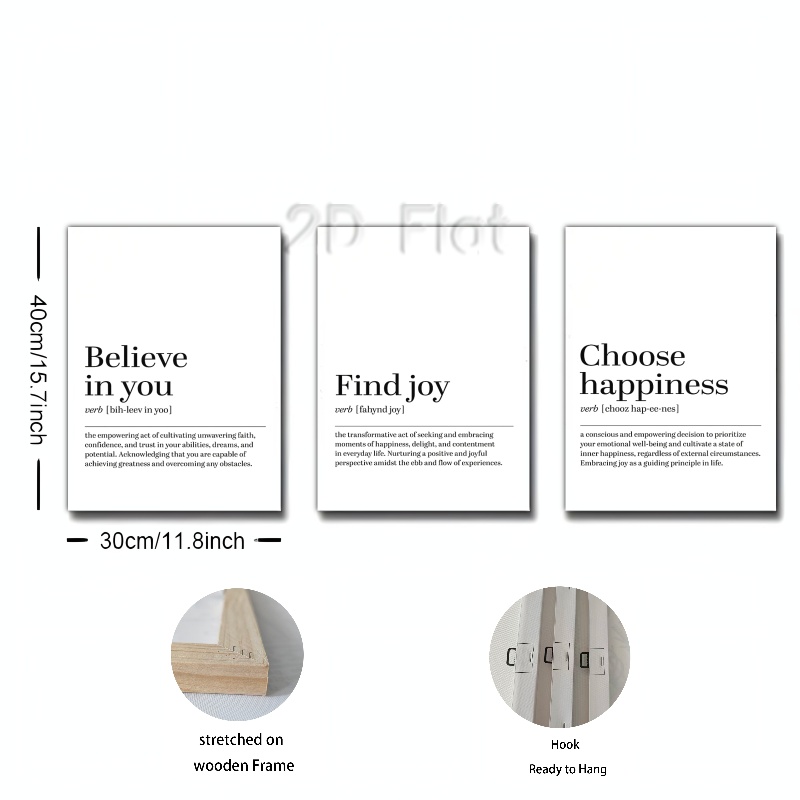 2D Flat
40cm/15.7inch
Believe
in you
verb [bih-leev in you]
the empowering act of cultivating unwavering faith,
confidence, and trust in your abilities, dreams, and
potential. Acknowledging that you are capable of
achieving greatness and overcoming any obstacles.
Find joy
verb [fahynd joy]
the transformative act of seeking and embracing
moments of happiness, delight, and contentment
in everyday life. Nurturing a positive and joyful
perspective amidst the ebb and flow of experiences.
Choose
happiness
verb [chooz hap-ee-nes]
a conscious and empowering decision to prioritize
your emotional well-being and cultivate a state of
inner happiness, regardless of external circumstances.
Embracing joy as a guiding principle in life.
30cm/11.8inch
stretched on
wooden Frame
Hook
Ready to Hang